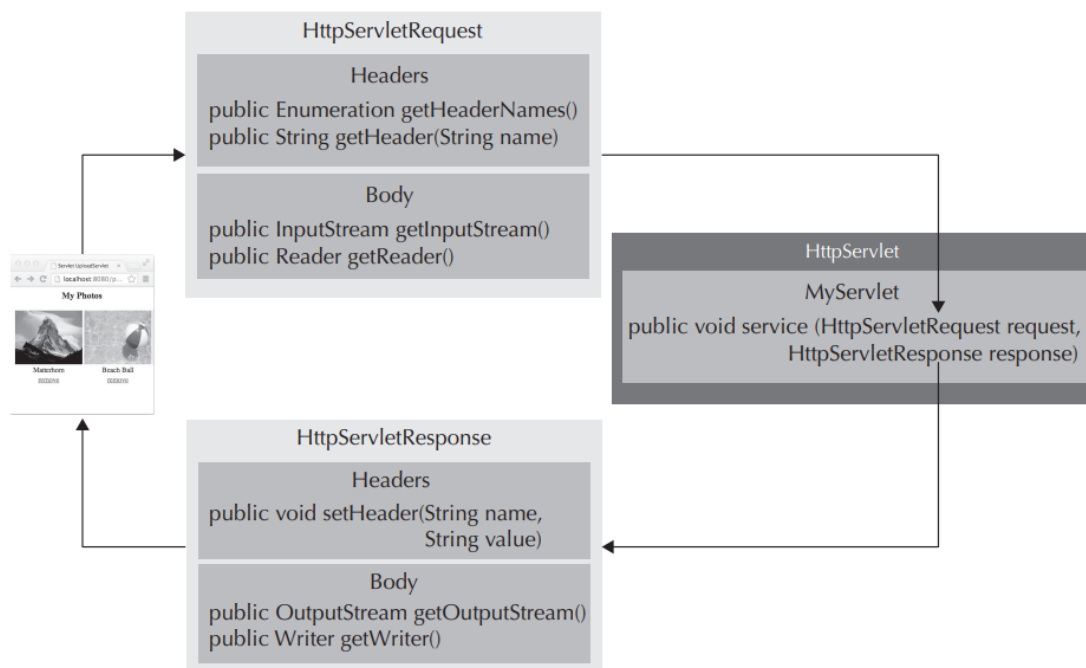 HttpServletRequest
Headers
public Enumeration getHeaderNames()
public String getHeader(String name)
Body
public InputStream getInputStream()
public Reader getReader()
Servlet UploadServlet
localhost:8080/p...
My Photos
Matterhorn
Beach Ball
HttpServlet
MyServlet
public void service (HttpServletRequest request,
HttpServletResponse response)
HttpServletResponse
Headers
public void setHeader(String name,
String value)
Body
public OutputStream getOutputStream()
public Writer getWriter()